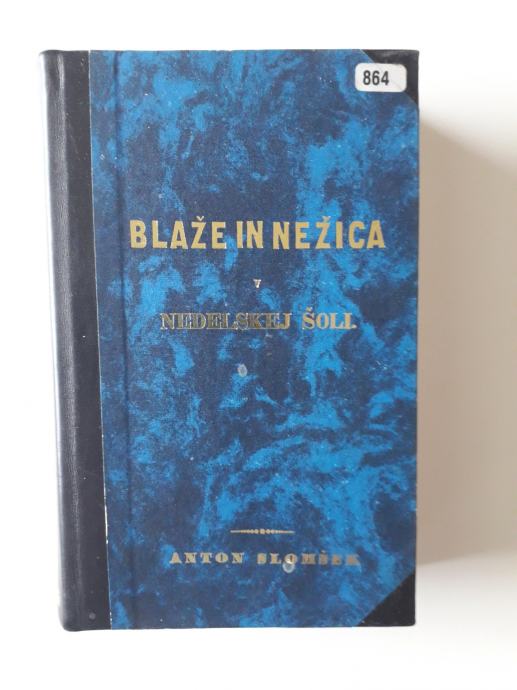 864
BLAŽE IN NEŽICA
V
NEDELSKEJ ŠOLI.
ANTON SLOMŠEK